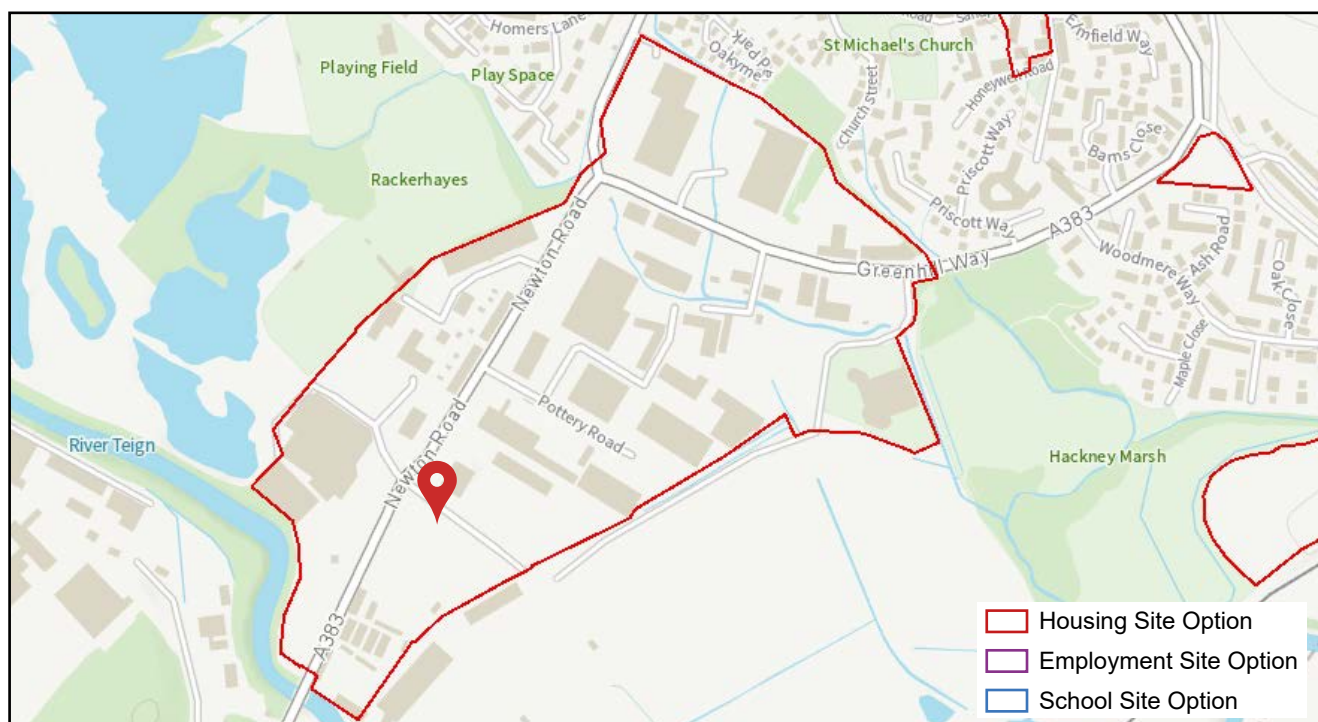 Homers Lane
Playing Field
Play Space
Oakymead Park
St Michael's Church
Church Street
Honeywell Road
Elmfield Way
Barns Close
Priscott Way
Priscott Way
A383
Woodmere Way
Ash Road
Oak Close
Maple Close
Rackerhayes
Newton Road
Greenhill Way
Pottery Road
Newton Road
River Teign
A383
Hackney Marsh
Housing Site Option
Employment Site Option
School Site Option